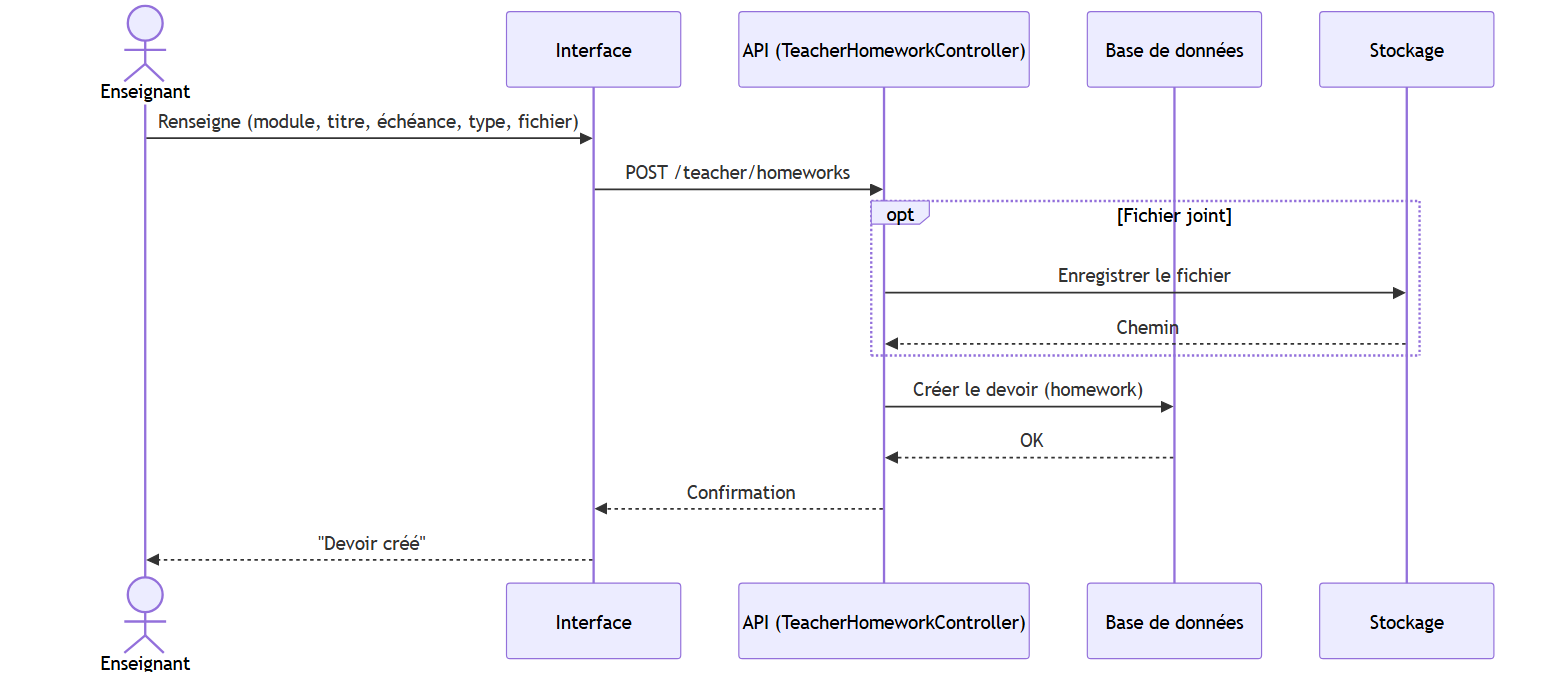 Interface
API (TeacherHomeworkController)
Base de données
Stockage
Enseignant
Renseigne (module, titre, échéance, type, fichier)
POST /teacher/homeworks
opt
[Fichier joint]
Enregistrer le fichier
Chemin
Créer le devoir (homework)
OK
Confirmation
"Devoir créé"
Interface
API (TeacherHomeworkController)
Base de données
Stockage
Enseignant